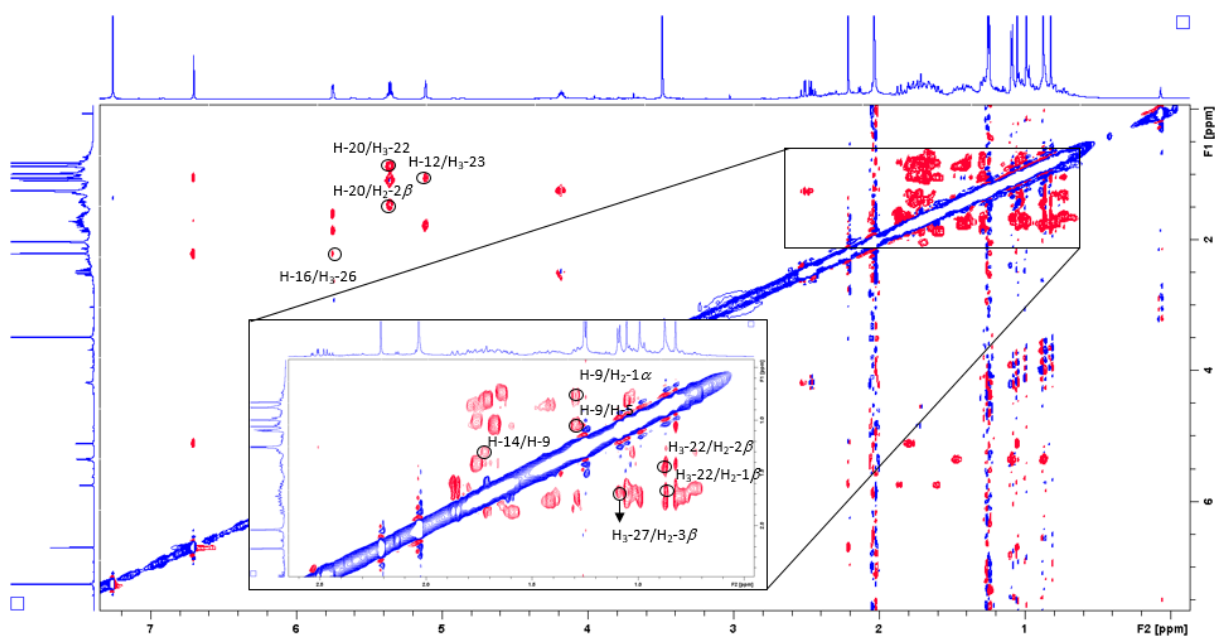 H-20/H₃-22
H-12/H₃-23
H-20/H₂-2β
H-16/H₃-26
F1 [ppm]
2
4
6
H-9/H₂-1α
H-9/H-5
H-14/H-9
H₃-22/H₂-2β
H₃-22/H₂-1β
H₃-27/H₂-3β
F2 [ppm]
7
6
5
4
3
2
1
F2 [ppm]